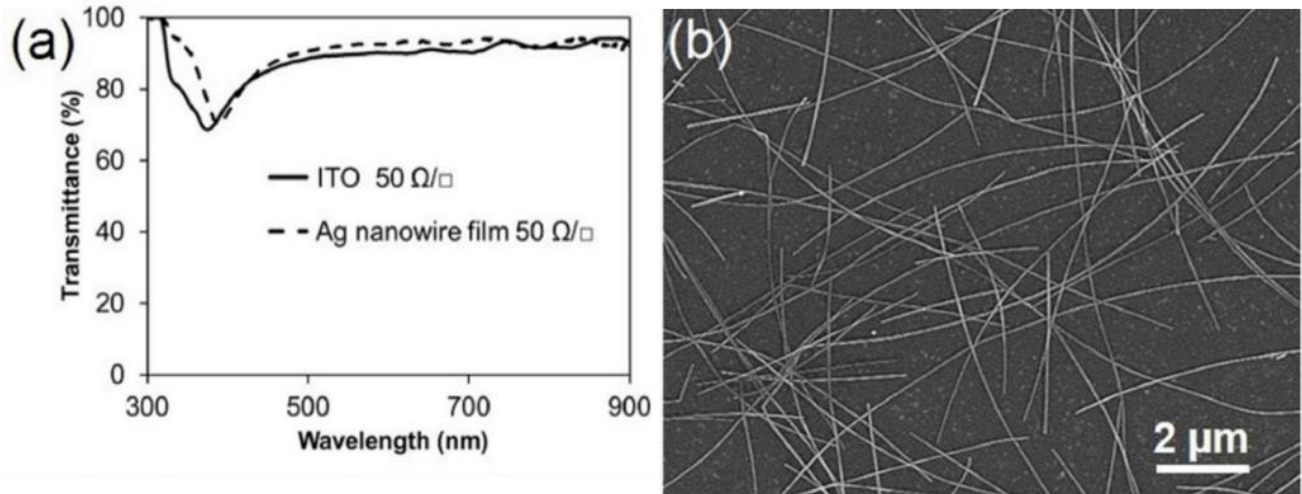 (a)
100
80
60
40
20
0
Transmittance (%)
ITO 50 Ω/□
Ag nanowire film 50 Ω/□
300 500 700 900
Wavelength (nm)
(b)
2 µm